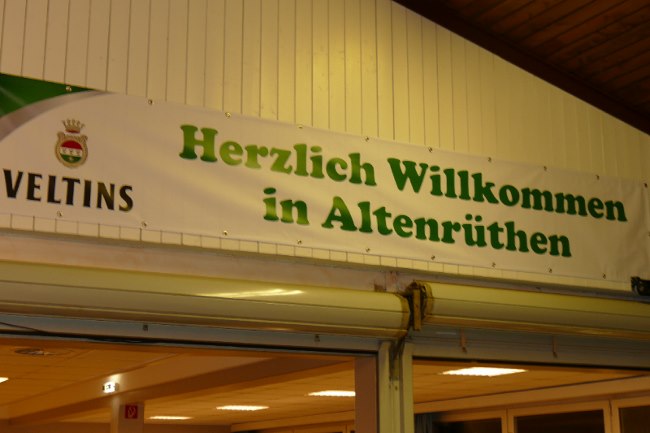 VELTINS
Herzlich Willkommen
in Altenrüthen